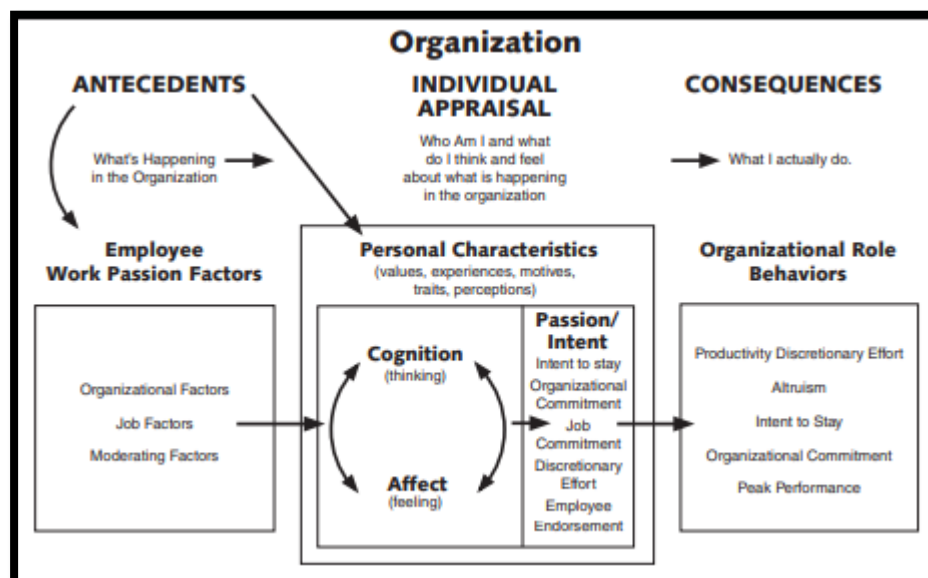 Organization
ANTECEDENTS
INDIVIDUAL
APPRAISAL
CONSEQUENCES
What's Happening
in the Organization
Who Am I and what
do I think and feel
about what is happening
in the organization
What I actually do.
Employee
Work Passion Factors
Personal Characteristics
(values, experiences, motives,
traits, perceptions)
Organizational Role
Behaviors
Organizational Factors
Job Factors
Moderating Factors
Cognition
(thinking)
Affect
(feeling)
Passion/
Intent
Intent to stay
Organizational
Commitment
Job
Commitment
Discretionary
Effort
Employee
Endorsement
Productivity Discretionary Effort
Altruism
Intent to Stay
Organizational Commitment
Peak Performance